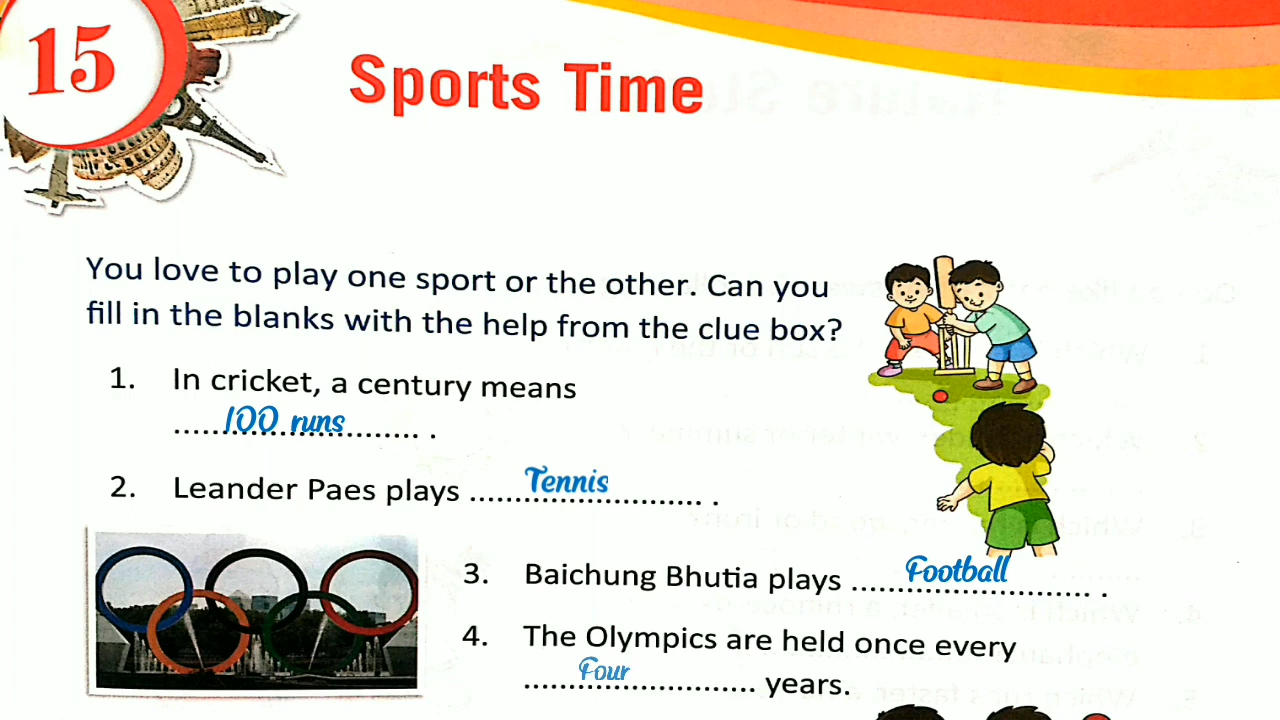 15
Sports Time
You love to play one sport or the other. Can you
fill in the blanks with the help from the clue box?
1. In cricket, a century means
100 runs .
2. Leander Paes plays Tennis .
3. Baichung Bhutia plays Football .
4. The Olympics are held once every
Four years.